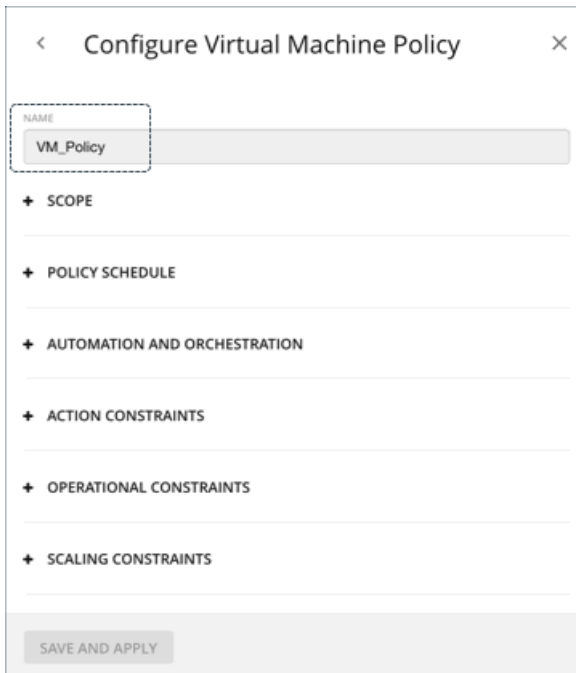 Configure Virtual Machine Policy
NAME
VM_Policy
SCOPE
POLICY SCHEDULE
AUTOMATION AND ORCHESTRATION
ACTION CONSTRAINTS
OPERATIONAL CONSTRAINTS
SCALING CONSTRAINTS
SAVE AND APPLY